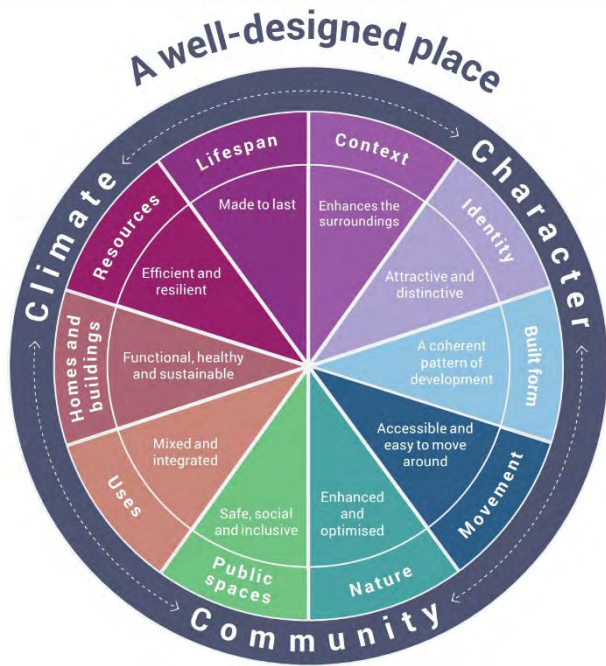 A well-designed place
Climate
Character
Community
Context
Enhances the
surroundings
Identity
Attractive and
distinctive
Built form
A coherent
pattern of
development
Movement
Accessible and
easy to move
around
Nature
Enhanced
and
optimised
Public
spaces
Safe, social
and inclusive
Uses
Mixed and
integrated
Homes and
buildings
Functional, healthy
and sustainable
Resources
Efficient and
resilient
Lifespan
Made to last